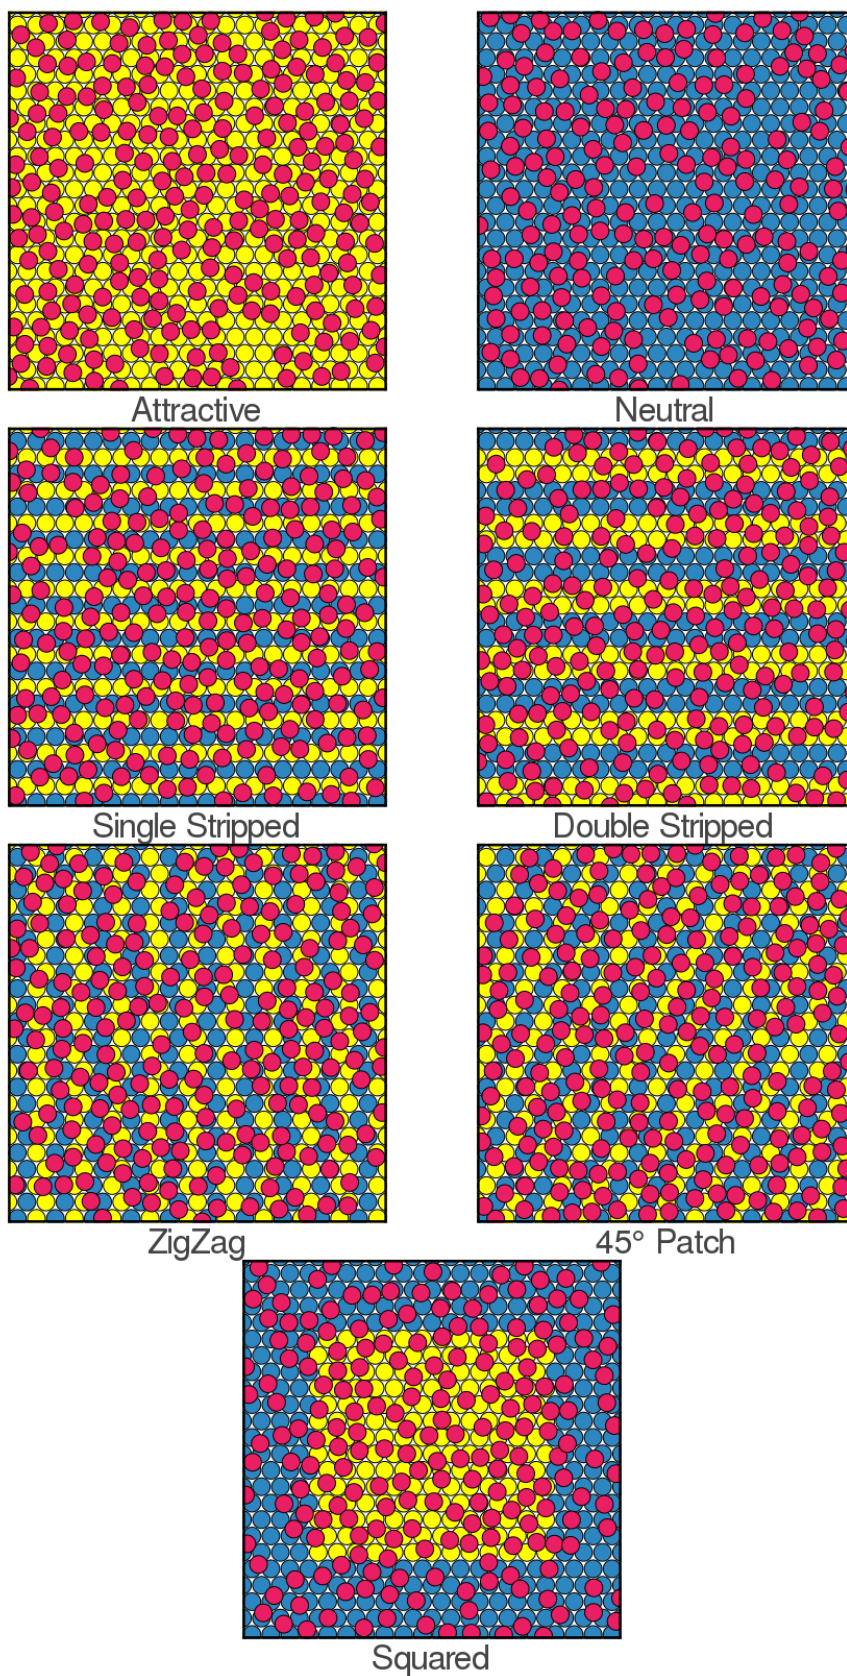 Attractive
Neutral
Single Stripped
Double Stripped
ZigZag
45° Patch
Squared